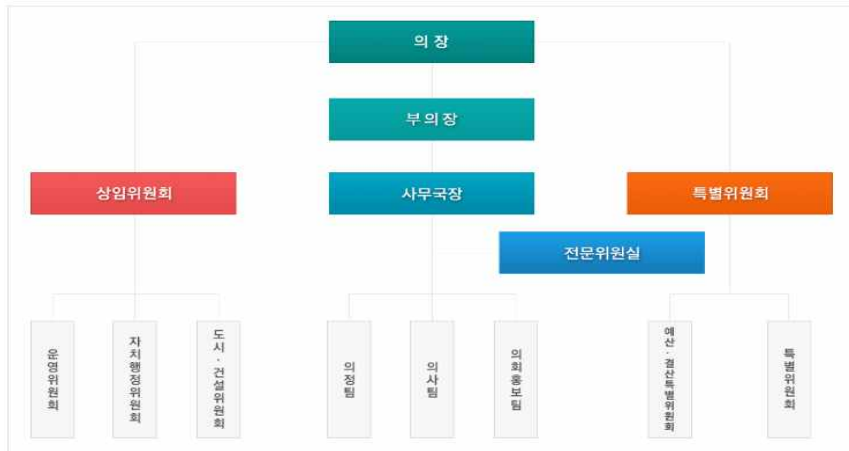 의 장
부의장
상임위원회
사무국장
특별위원회
전문위원실
운영위원회
자치행정위원회
도시·건설위원회
의정팀
의사팀
의회홍보팀
예산·결산특별위원회
특별위원회